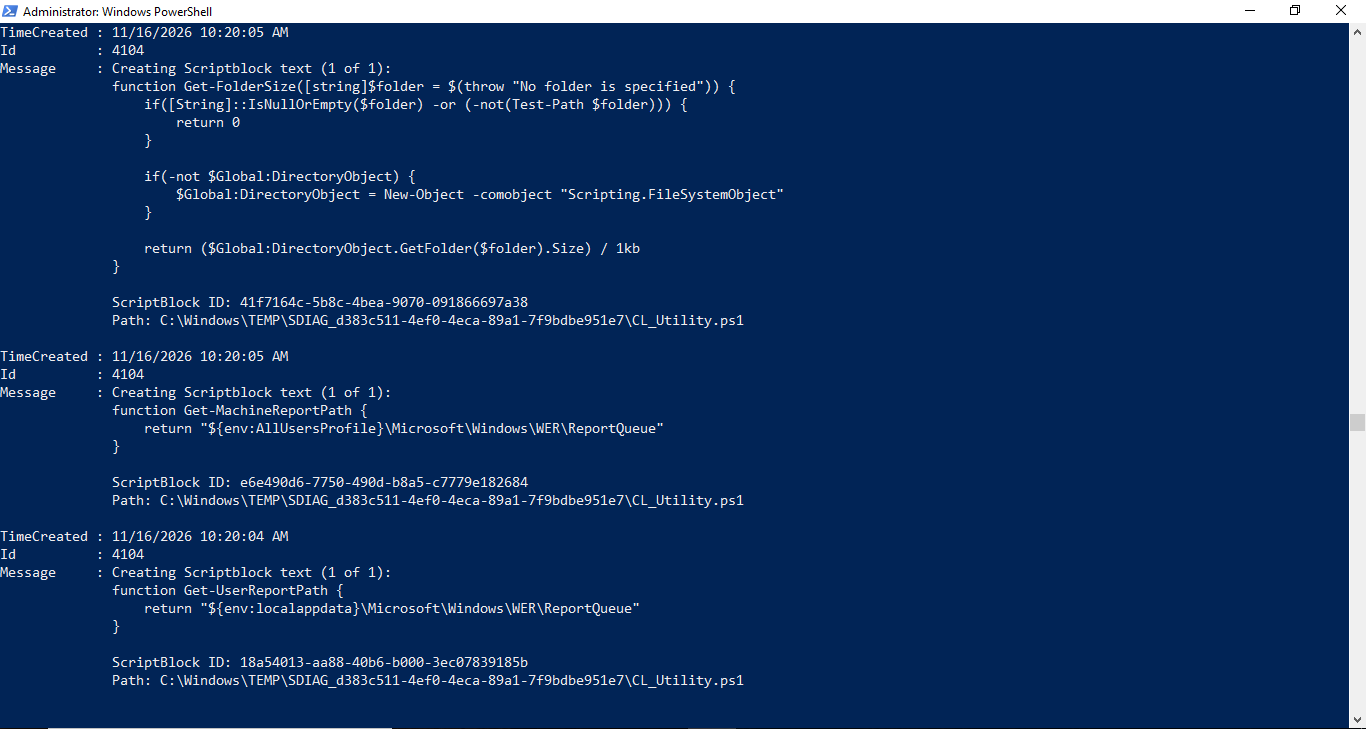 Administrator: Windows PowerShell
TimeCreated : 11/16/2026 10:20:05 AM
Id          : 4104
Message     : Creating Scriptblock text (1 of 1):
              function Get-FolderSize([string]$folder = $(throw "No folder is specified")) {
                  if([String]::IsNullOrEmpty($folder) -or (-not(Test-Path $folder))) {
                      return 0
                  }

                  if(-not $Global:DirectoryObject) {
                      $Global:DirectoryObject = New-Object -comobject "Scripting.FileSystemObject"
                  }

                  return ($Global:DirectoryObject.GetFolder($folder).Size) / 1kb
              }

              ScriptBlock ID: 41f7164c-5b8c-4bea-9070-091866697a38
              Path: C:\Windows\TEMP\SDIAG_d383c511-4ef0-4eca-89a1-7f9bdbe951e7\CL_Utility.ps1

TimeCreated : 11/16/2026 10:20:05 AM
Id          : 4104
Message     : Creating Scriptblock text (1 of 1):
              function Get-MachineReportPath {
                  return "${env:AllUsersProfile}\Microsoft\Windows\WER\ReportQueue"
              }

              ScriptBlock ID: e6e490d6-7750-490d-b8a5-c7779e182684
              Path: C:\Windows\TEMP\SDIAG_d383c511-4ef0-4eca-89a1-7f9bdbe951e7\CL_Utility.ps1

TimeCreated : 11/16/2026 10:20:04 AM
Id          : 4104
Message     : Creating Scriptblock text (1 of 1):
              function Get-UserReportPath {
                  return "${env:localappdata}\Microsoft\Windows\WER\ReportQueue"
              }

              ScriptBlock ID: 18a54013-aa88-40b6-b000-3ec07839185b
              Path: C:\Windows\TEMP\SDIAG_d383c511-4ef0-4eca-89a1-7f9bdbe951e7\CL_Utility.ps1